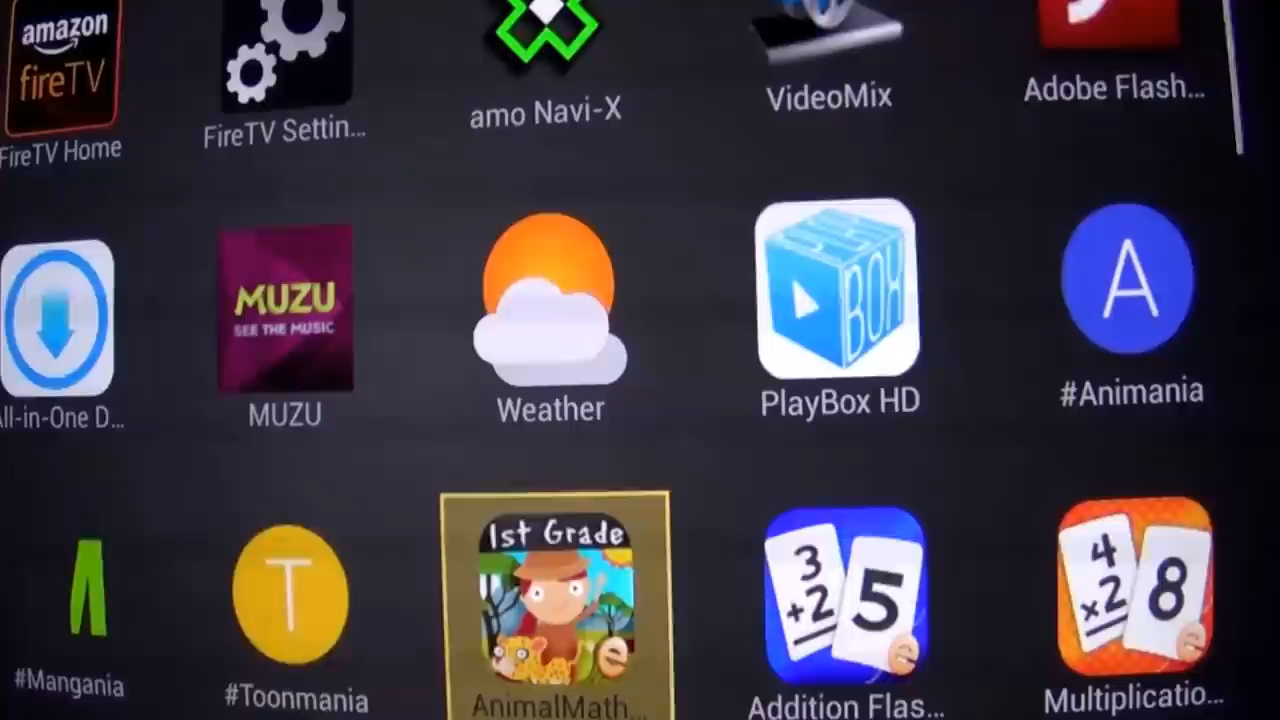 amazon
fireTV
FireTV Home
FireTV Settin...
amo Navi-X
VideoMix
Adobe Flash...
All-in-One D...
MUZU
SEE THE MUSIC
MUZU
Weather
BOX
PlayBox HD
A
#Animania
#Mangania
T
#Toonmania
1st Grade
e
AnimalMath...
3
+2
5
e
Addition Flas...
4
x2
8
e
Multiplicatio...